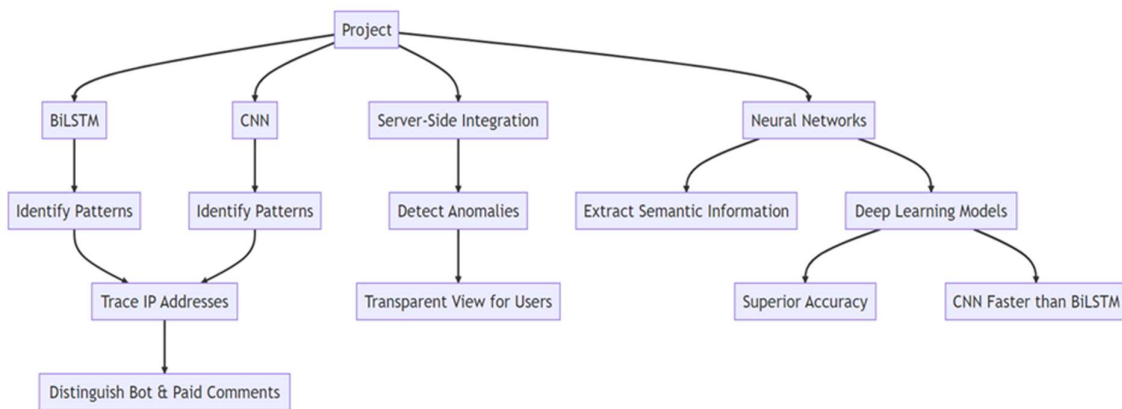 Project
BiLSTM
CNN
Server-Side Integration
Neural Networks
Identify Patterns
Identify Patterns
Detect Anomalies
Extract Semantic Information
Deep Learning Models
Trace IP Addresses
Transparent View for Users
Superior Accuracy
CNN Faster than BiLSTM
Distinguish Bot & Paid Comments